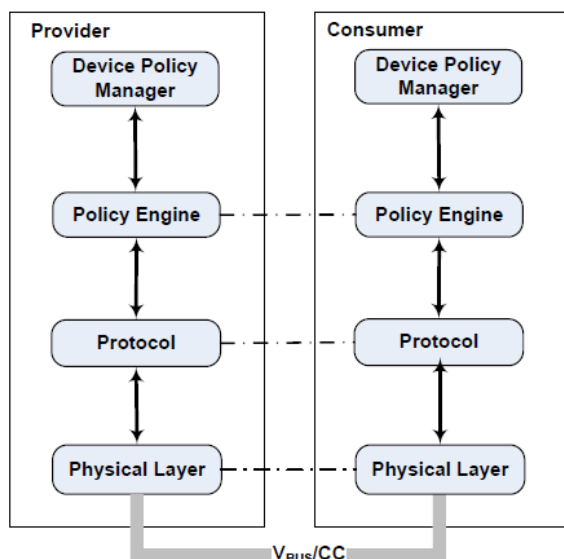 Provider
Device Policy
Manager
Policy Engine
Protocol
Physical Layer
Consumer
Device Policy
Manager
Policy Engine
Protocol
Physical Layer
VBUS/CC